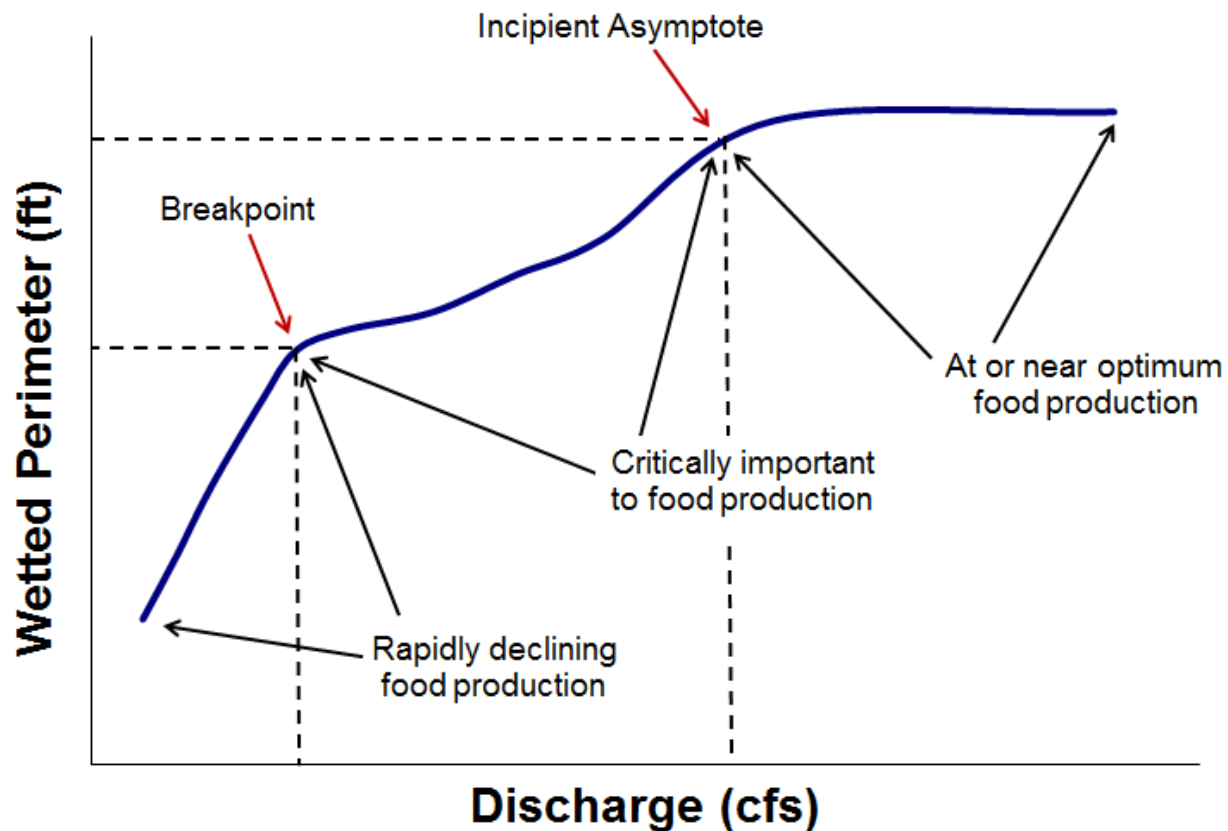 Incipient Asymptote
Breakpoint
Wetted Perimeter (ft)
At or near optimum
food production
Critically important
to food production
Rapidly declining
food production
Discharge (cfs)